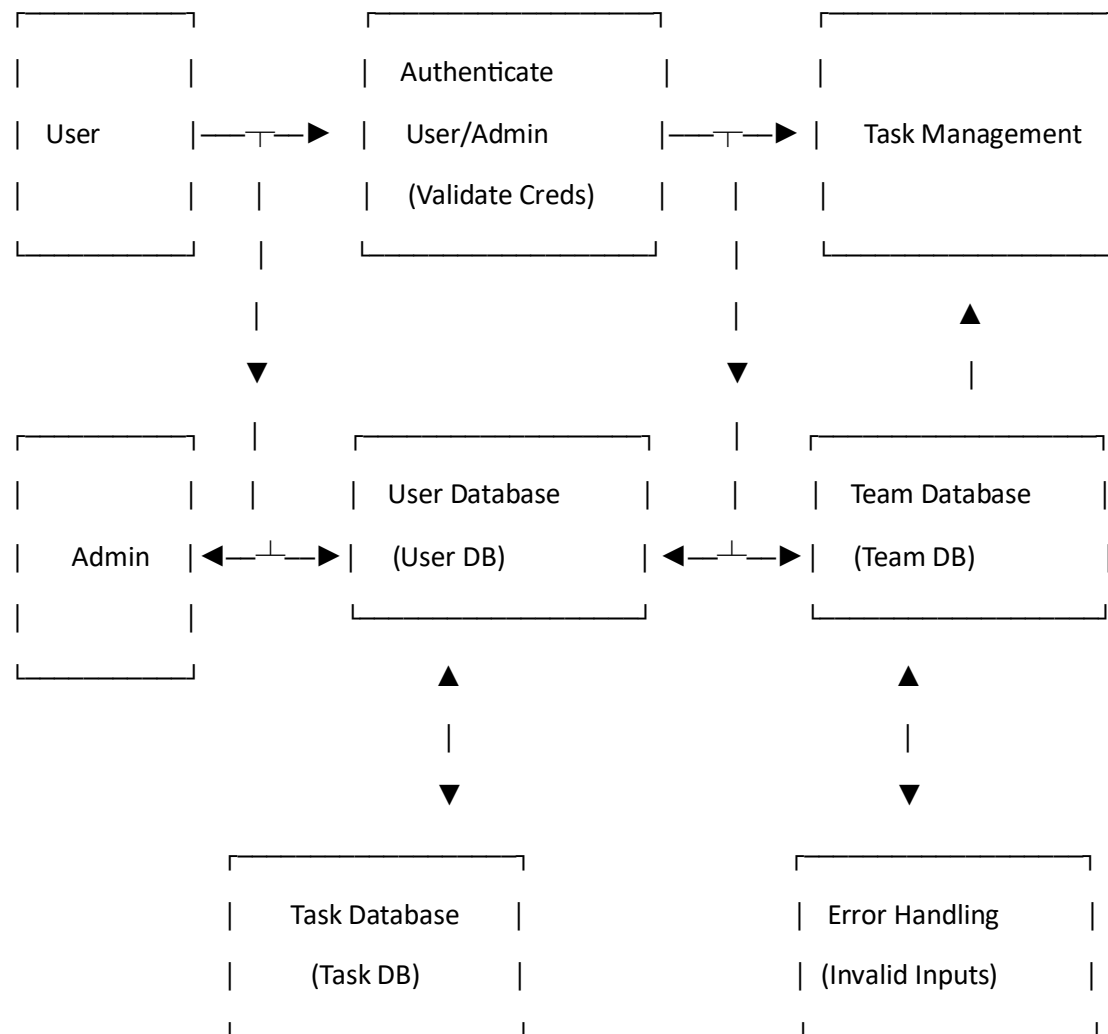 User
Authenticate
User/Admin
(Validate Creds)
Task Management
Admin
User Database
(User DB)
Team Database
(Team DB)
Task Database
(Task DB)
Error Handling
(Invalid Inputs)